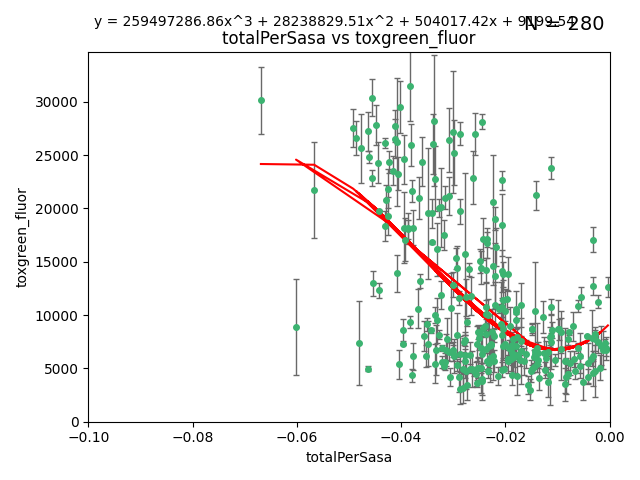 y = 259497286.86x^3 + 28238829.51x^2 + 504017.42x +
N = 280
totalPerSasa vs toxgreen_fluor
30000
25000
20000
15000
10000
5000
0
toxgreen_fluor
−0.10 −0.08 −0.06 −0.04 −0.02 0.00
totalPerSasa